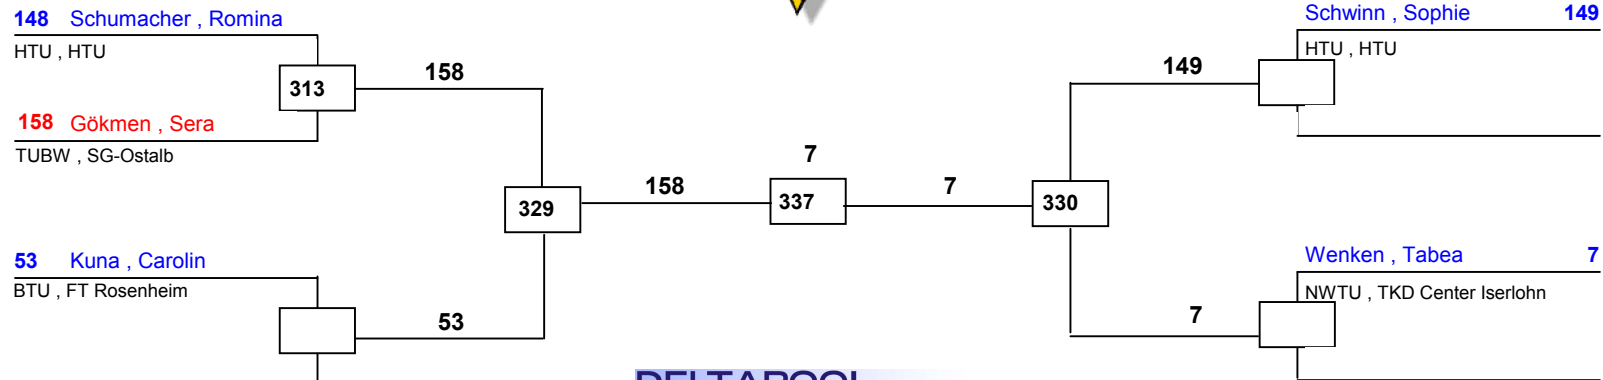 148 Schumacher , Romina
HTU , HTU
313
158
158 Gökmen , Sera
TUBW , SG-Ostalb
329
158
53 Kuna , Carolin
BTU , FT Rosenheim
53
7
337
7
Schwinn , Sophie 149
HTU , HTU
149
330
Wenken , Tabea 7
NWTU , TKD Center Iserlohn
7
DELTAPOOL